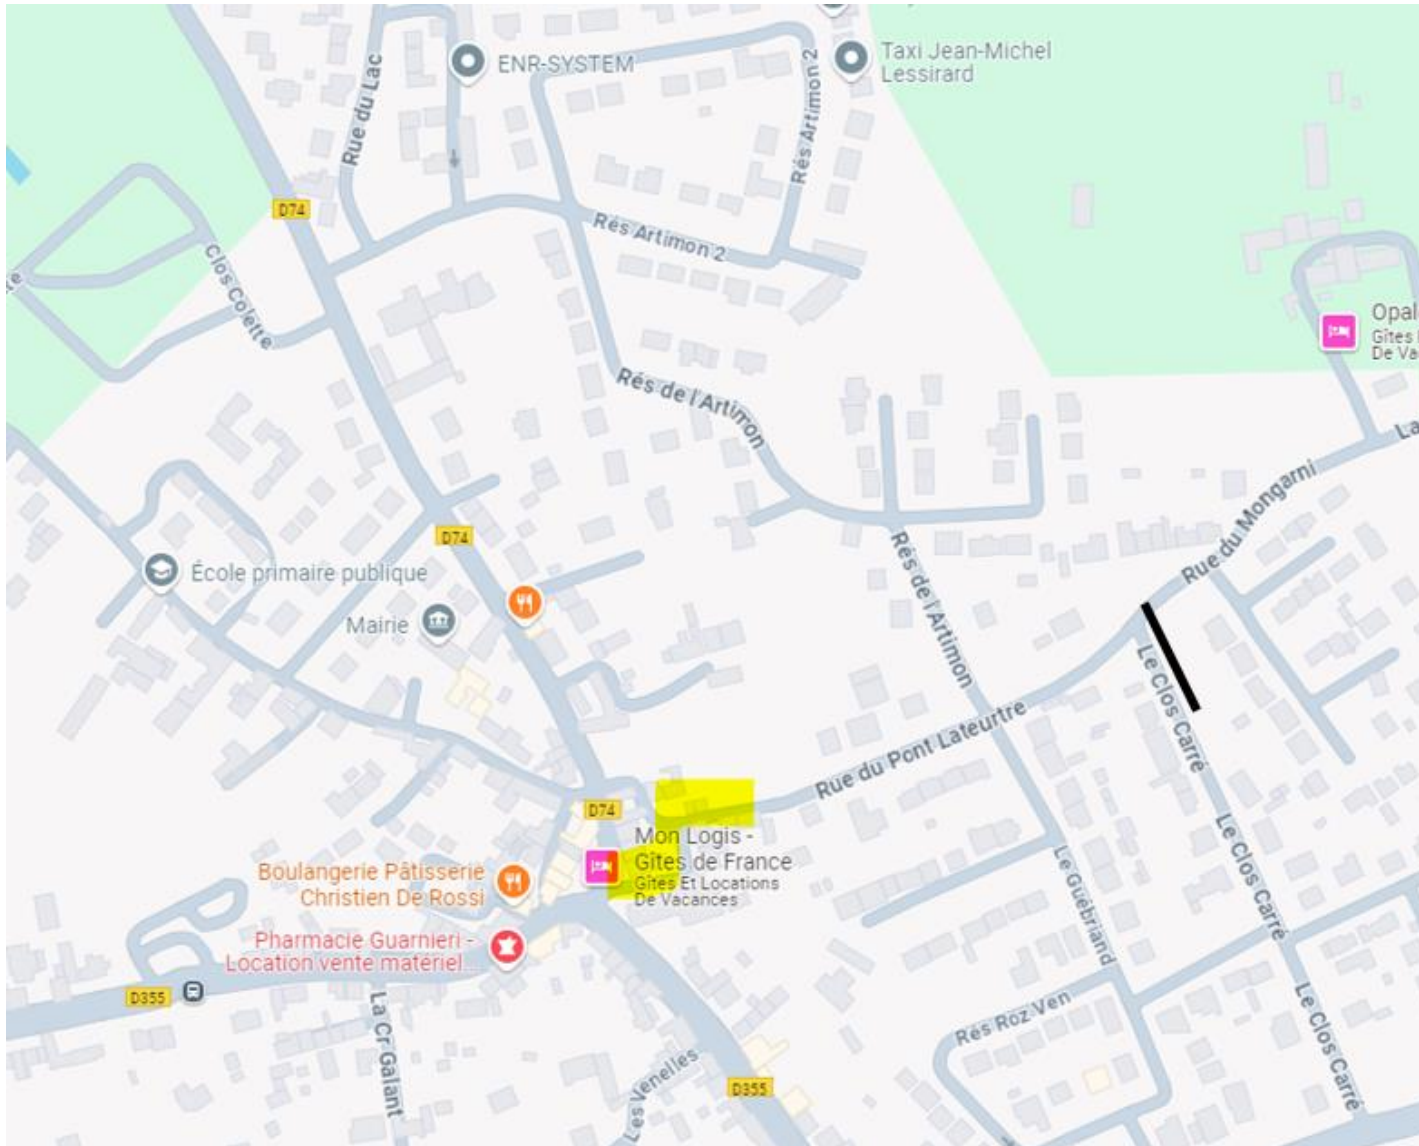 ENR-SYSTEM
Taxi Jean-Michel
Lessirard
Rue du Lac
Rés Artimon 2
D74
Rés Artimon 2
Clos Colette
Opal
Gîtes
De Va
Rés de l'Artimon
La
Rue du Mongarni
D74
École primaire publique
Mairie
Rés de l'Artimon
Le Clos Carré
Rue du Pont Lateurtre
D74
Mon Logis -
Gîtes de France
Gîtes Et Locations
De Vacances
Boulangerie Pâtisserie
Christien De Rossi
Le Clos Carré
Le Guébriand
Pharmacie Guarnieri -
Location vente matériel...
D355
La Cr Galant
Rés Roz Ven
Le Clos Carré
Les Venelles
D355